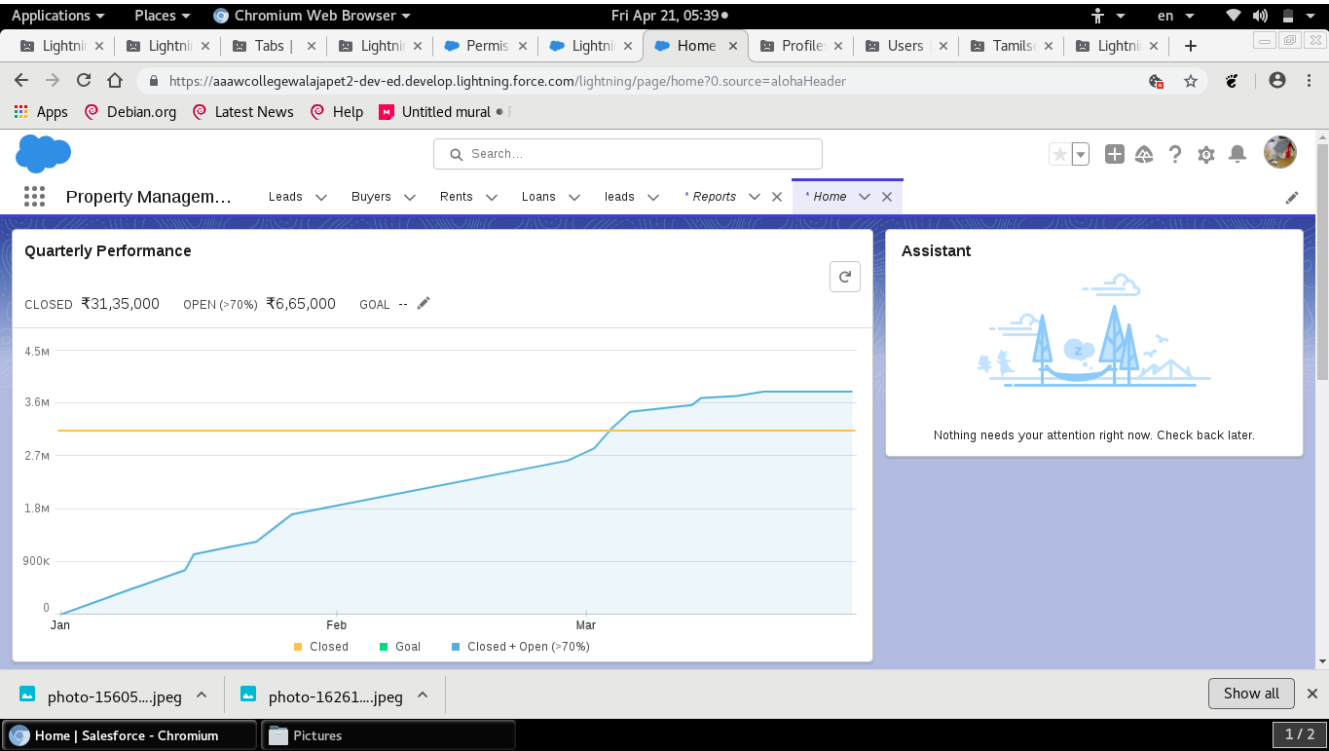 Applications Places Chromium Web Browser Fri Apr 21, 05:39 en
Lightnin Lightnin Tabs | Lightnin Permis Lightni Home Profile Users Tamils Lightnin
https://aaawcollegewalajapet2-dev-ed.develop.lightning.force.com/lightning/page/home?0.source=alohaHeader
Apps Debian.org Latest News Help Untitled mural •
Search...
Property Managem... Leads Buyers Rents Loans leads * Reports * Home
Quarterly Performance
Assistant
CLOSED ₹31,35,000 OPEN (>70%) ₹6,65,000 GOAL --
4.5M
3.6M
2.7M
1.8M
900K
0
Jan Feb Mar
Closed Goal Closed + Open (>70%)
z
Nothing needs your attention right now. Check back later.
photo-15605....jpeg photo-16261....jpeg Show all
Home | Salesforce - Chromium Pictures 1 / 2